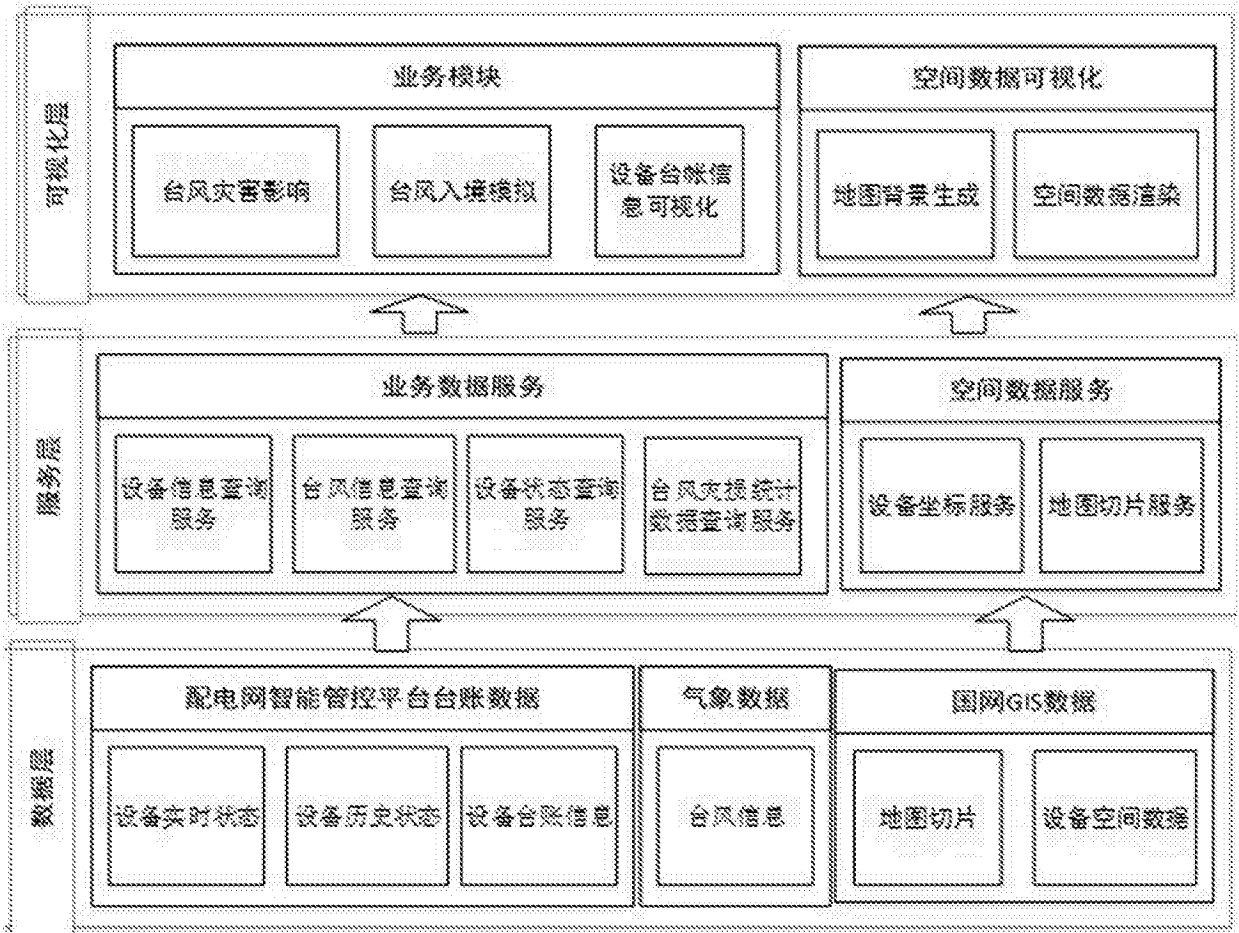 可视化层
业务模块
台风灾害影响
台风入境模拟
设备台帐信
息可视化
空间数据可视化
地图背景生成
空间数据渲染
服务层
业务数据服务
设备信息查询
服务
台风信息查询
服务
设备状态查询
服务
台风灾损统计
数据查询服务
空间数据服务
设备坐标服务
地图切片服务
数据层
配电网智能管控平台台账数据
设备实时状态
设备历史状态
设备台账信息
气象数据
台风信息
国网GIS数据
地图切片
设备空间数据